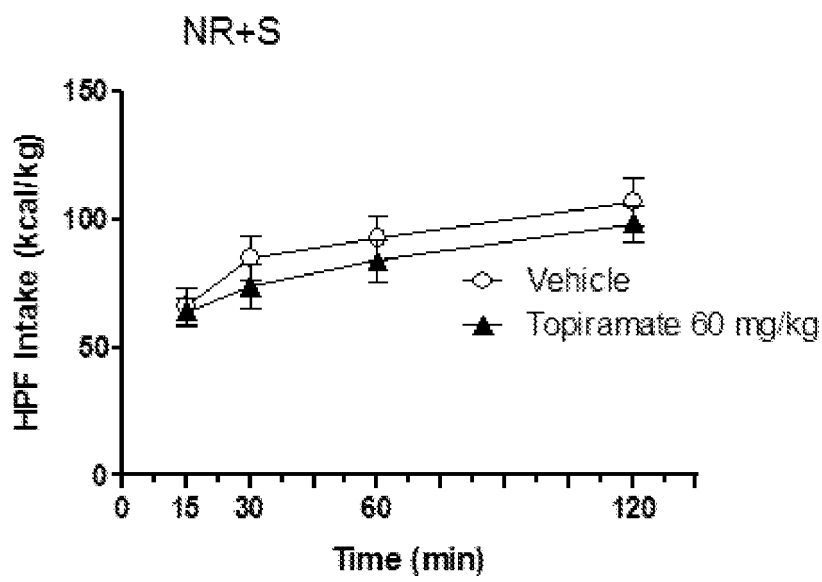 NR+S
150
100
50
0
HPF Intake (kcal/kg)
Vehicle
Topiramate 60 mg/kg
0 15 30 60 120
Time (min)